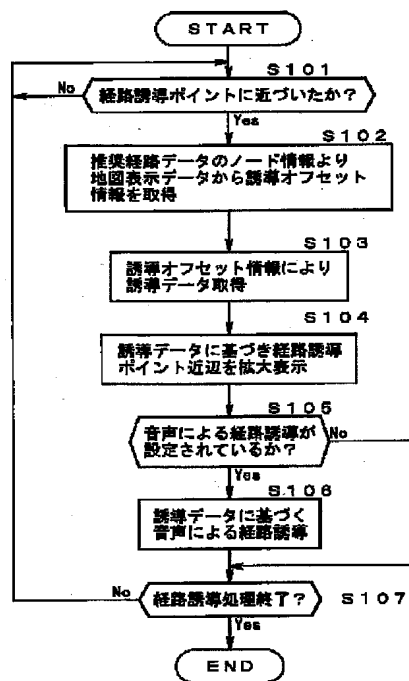 START
S101
No
経路誘導ポイントに近づいたか？
Yes
S102
推奨経路データのノード情報より
地図表示データから誘導オフセット
情報を取得
S103
誘導オフセット情報により
誘導データ取得
S104
誘導データに基づき経路誘導
ポイント近辺を拡大表示
S105
音声による経路誘導が
設定されているか？
No
Yes
S106
誘導データに基づく
音声による経路誘導
No
経路誘導処理終了？
S107
Yes
END